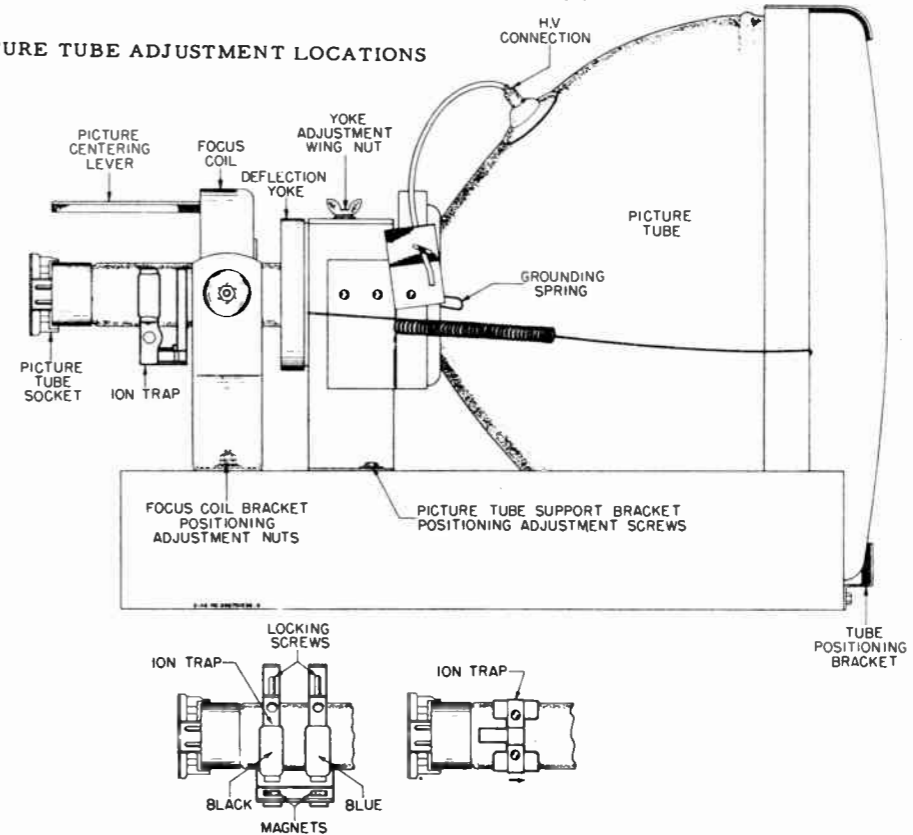 H.V
CONNECTION
URE TUBE ADJUSTMENT LOCATIONS
PICTURE
CENTERING
LEVER
FOCUS
COIL
YOKE
ADJUSTMENT
WING NUT
DEFLECTION
YOKE
PICTURE
TUBE
GROUNDING
SPRING
PICTURE
TUBE
SOCKET
ION TRAP
FOCUS COIL BRACKET
POSITIONING
ADJUSTMENT NUTS
PICTURE TUBE SUPPORT BRACKET
POSITIONING ADJUSTMENT SCREWS
TUBE
POSITIONING
BRACKET
LOCKING
SCREWS
ION TRAP
BLACK
BLUE
MAGNETS
ION TRAP